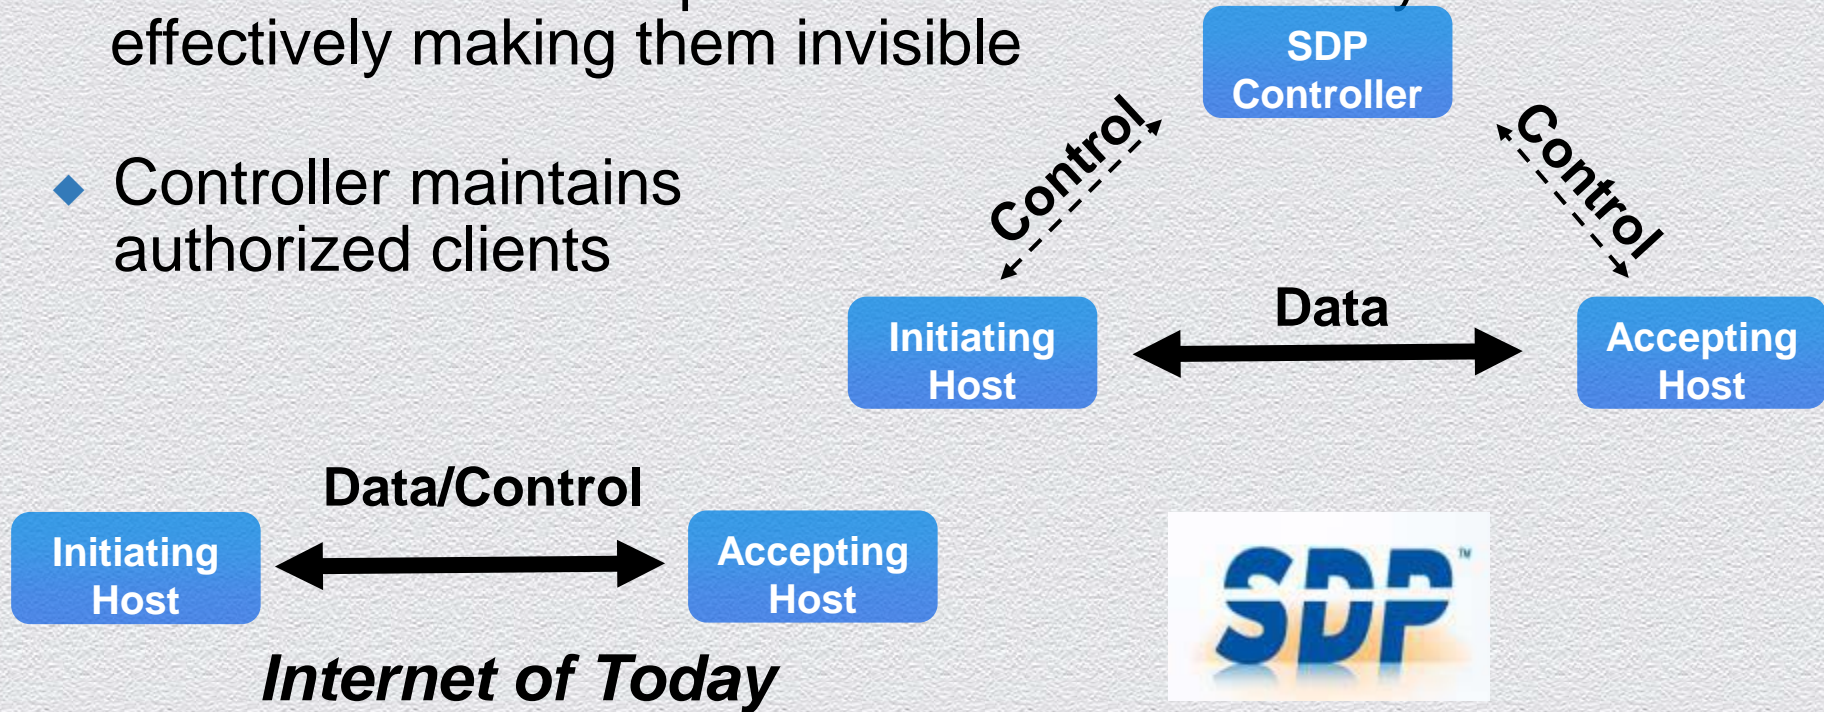 effectively making them invisible
Controller maintains
authorized clients
SDP
Controller
Control
Control
Initiating
Host
Data
Accepting
Host
Data/Control
Initiating
Host
Accepting
Host
Internet of Today
SDP™